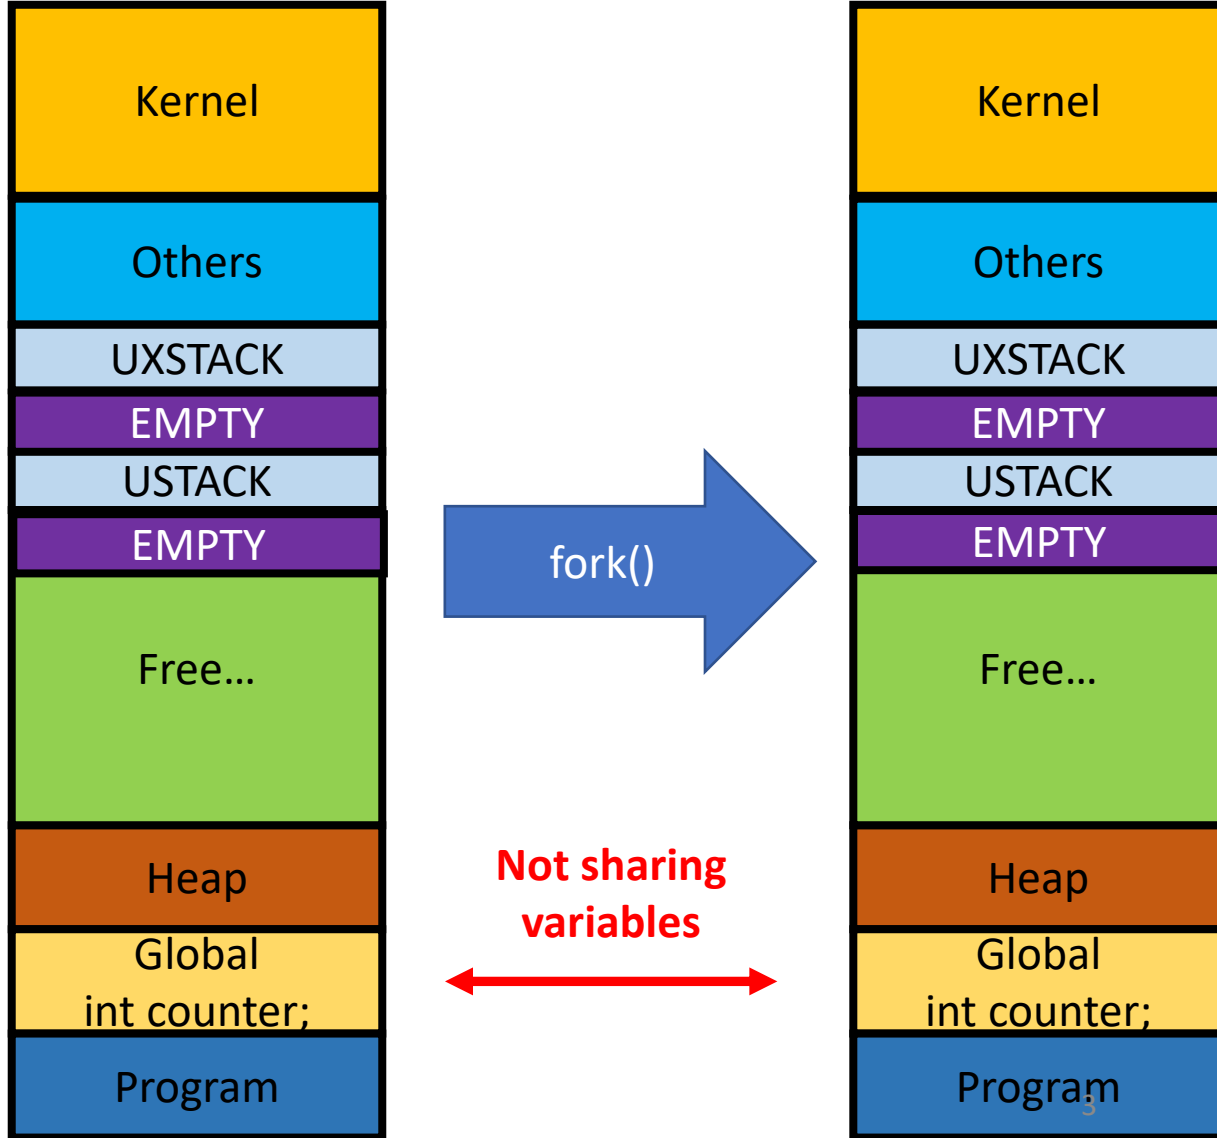 Kernel
Others
UXSTACK
EMPTY
USTACK
EMPTY
Free...
Heap
Global
int counter;
Program
fork()
Not sharing
variables
Kernel
Others
UXSTACK
EMPTY
USTACK
EMPTY
Free...
Heap
Global
int counter;
Program
3